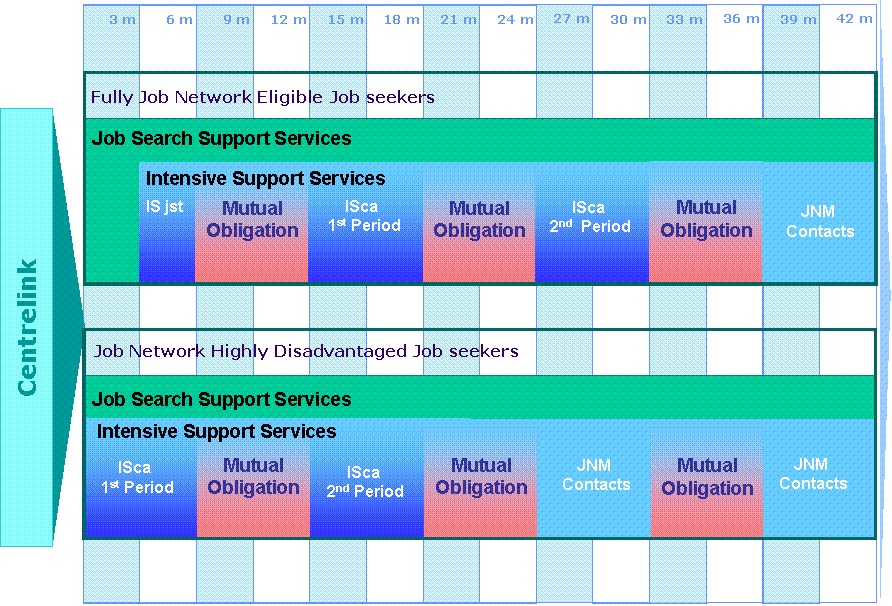 3 m 6 m 9 m 12 m 15 m 18 m 21 m 24 m 27 m 30 m 33 m 36 m 39 m 42 m
Centrelink
Fully Job Network Eligible Job seekers
Job Search Support Services
Intensive Support Services
IS jst
Mutual
Obligation
ISca
1st Period
Mutual
Obligation
ISca
2nd Period
Mutual
Obligation
JNM
Contacts
Job Network Highly Disadvantaged Job seekers
Job Search Support Services
Intensive Support Services
ISca
1st Period
Mutual
Obligation
ISca
2nd Period
Mutual
Obligation
JNM
Contacts
Mutual
Obligation
JNM
Contacts